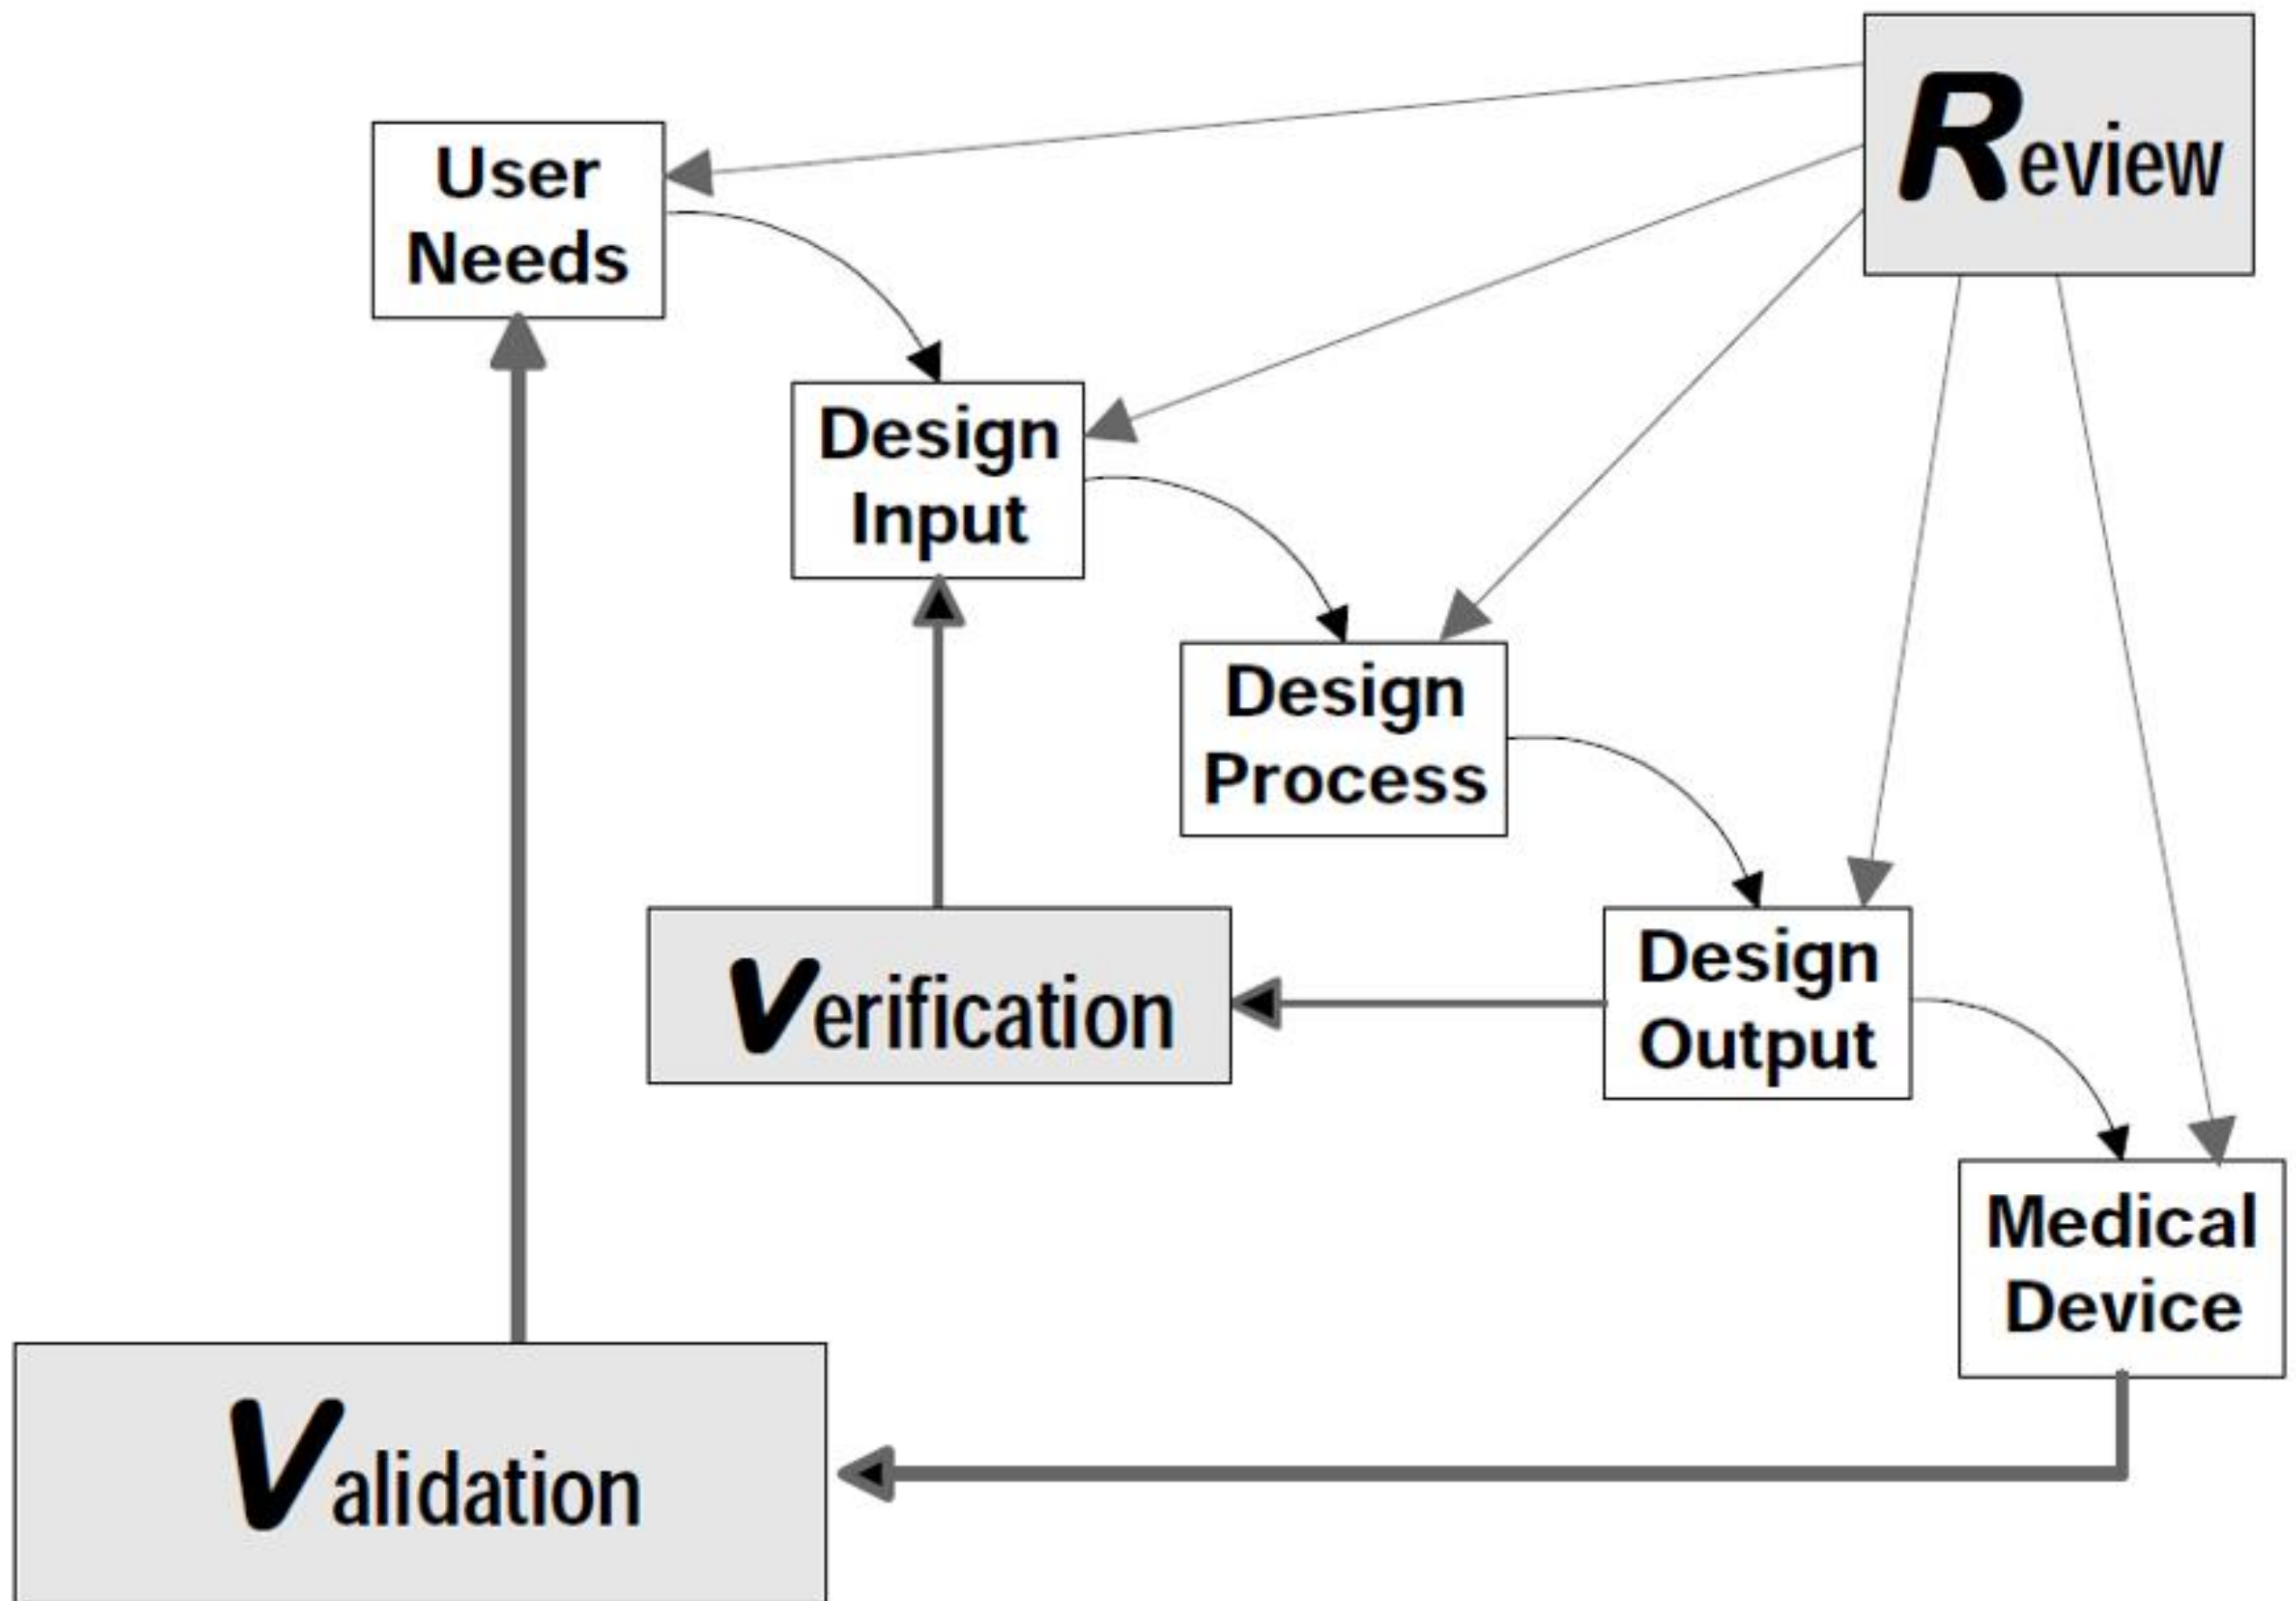 Review
User
Needs
Design
Input
Design
Process
Verification
Design
Output
Medical
Device
Validation